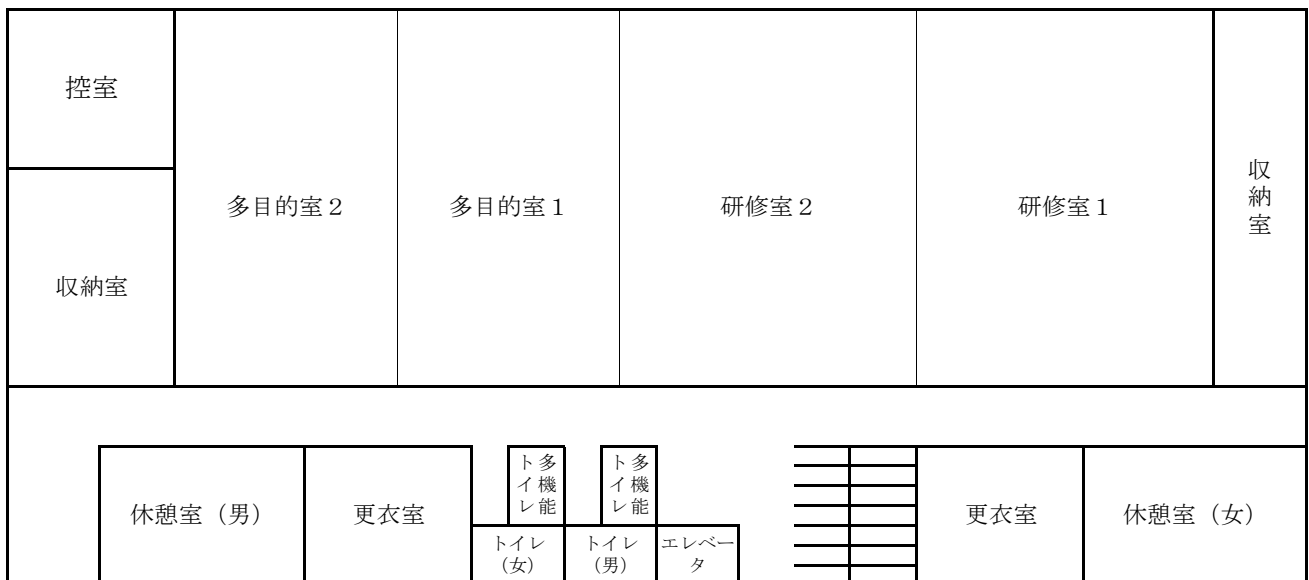 控室
収納室
多目的室２
多目的室１
研修室２
研修室１
収納室
休憩室（男）
更衣室
多機能
トイレ
多機能
トイレ
トイレ
（女）
トイレ
（男）
エレベー
タ
更衣室
休憩室（女）